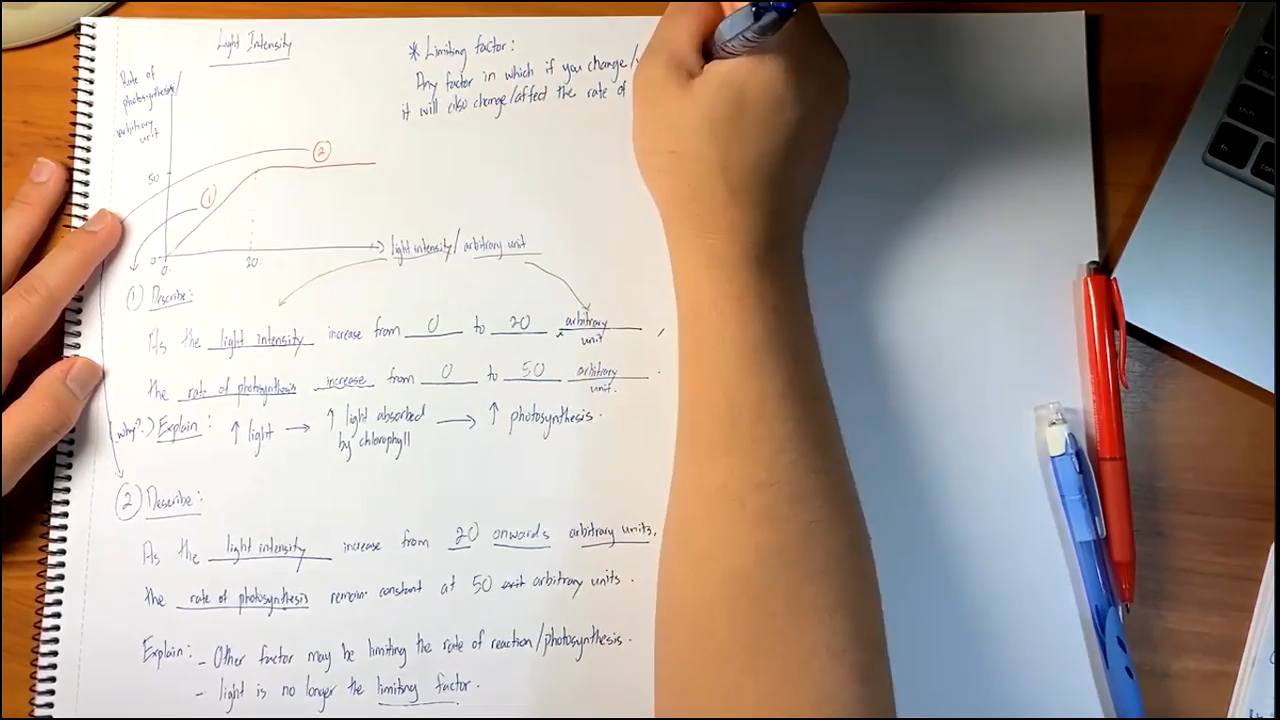 Light Intensity
Rate of
photosynthesis/
arbitrary
unit
50
0
0
20
②
①
light intensity/ arbitrary unit
* Limiting factor:
Any factor in which if you change/
it will also change/affect the rate of
① Describe:
As the light intensity increase from 0 to 20 arbitrary unit,
the rate of photosynthesis increase from 0 to 50 arbitrary unit.
(why?) Explain: ↑ light → ↑ light absorbed by chlorophyll → ↑ photosynthesis.
② Describe:
As the light intensity increase from 20 onwards arbitrary units,
the rate of photosynthesis remain constant at 50 arbitrary units.
Explain: - Other factor may be limiting the rate of reaction/photosynthesis.
- light is no longer the limiting factor.